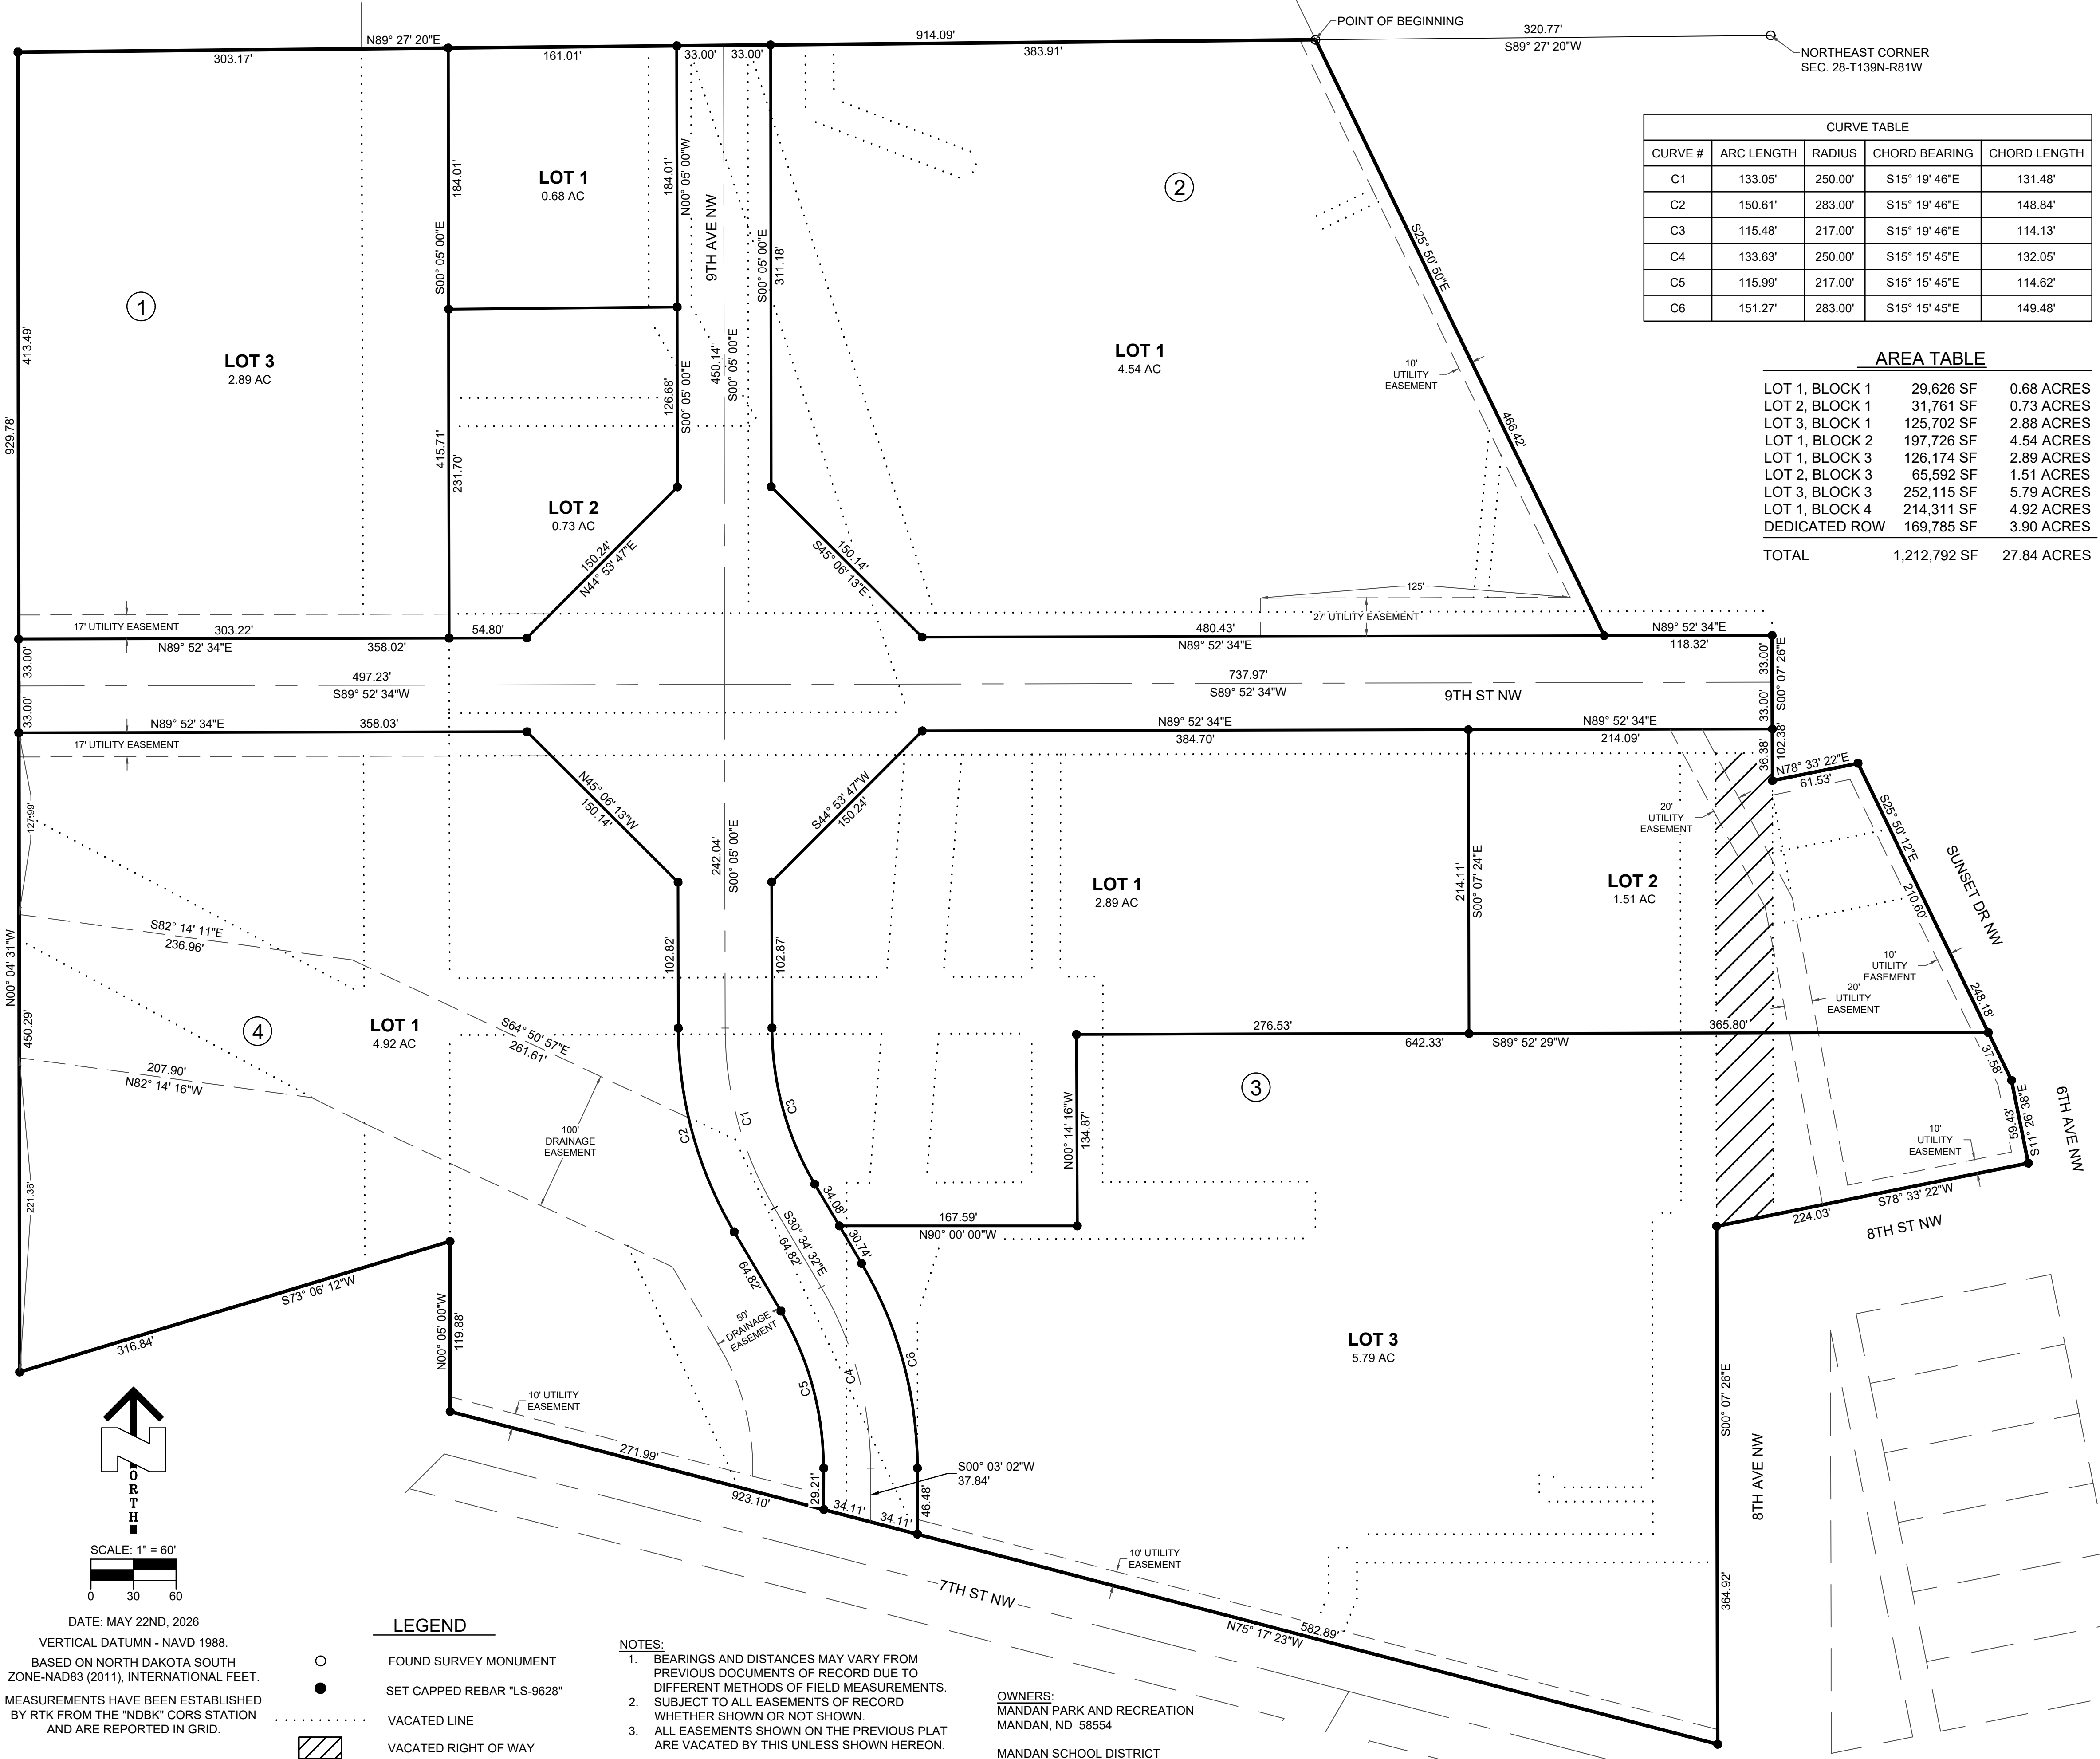 POINT OF BEGINNING
320.77'
S89° 27' 20"W
NORTHEAST CORNER
SEC. 28-T139N-R81W
N89° 27' 20"E
914.09'
303.17'
161.01'
33.00'
33.00'
383.91'
CURVE TABLE
CURVE # ARC LENGTH RADIUS CHORD BEARING CHORD LENGTH
C1 133.05' 250.00' S15° 19' 46"E 131.48'
C2 150.61' 283.00' S15° 19' 46"E 148.84'
C3 115.48' 217.00' S15° 19' 46"E 114.13'
C4 133.63' 250.00' S15° 15' 45"E 132.05'
C5 115.99' 217.00' S15° 15' 45"E 114.62'
C6 151.27' 283.00' S15° 15' 45"E 149.48'
AREA TABLE
LOT 1, BLOCK 1 29,626 SF 0.68 ACRES
LOT 2, BLOCK 1 31,761 SF 0.73 ACRES
LOT 3, BLOCK 1 125,702 SF 2.88 ACRES
LOT 1, BLOCK 2 197,726 SF 4.54 ACRES
LOT 1, BLOCK 3 126,174 SF 2.89 ACRES
LOT 2, BLOCK 3 65,592 SF 1.51 ACRES
LOT 3, BLOCK 3 252,115 SF 5.79 ACRES
LOT 1, BLOCK 4 214,311 SF 4.92 ACRES
DEDICATED ROW 169,785 SF 3.90 ACRES
TOTAL 1,212,792 SF 27.84 ACRES
1
LOT 3
2.89 AC
413.49'
929.78'
LOT 1
0.68 AC
184.01'
S00° 05' 00"E
184.01'
N00° 05' 00"W
9TH AVE NW
S00° 05' 00"E
311.18'
450.14'
S00° 05' 00"E
126.68'
S00° 05' 00"E
415.71'
231.70'
LOT 2
0.73 AC
150.24'
N44° 53' 47"E
150.14'
S45° 06' 13"E
2
LOT 1
4.54 AC
S25° 50' 50"E
466.42'
10'
UTILITY
EASEMENT
125'
27' UTILITY EASEMENT
17' UTILITY EASEMENT
303.22'
54.80'
N89° 52' 34"E
358.02'
480.43'
N89° 52' 34"E
N89° 52' 34"E
118.32'
33.00'
33.00'
33.00'
33.00'
S00° 07' 26"E
497.23'
S89° 52' 34"W
737.97'
S89° 52' 34"W
9TH ST NW
N89° 52' 34"E
358.03'
17' UTILITY EASEMENT
N89° 52' 34"E
384.70'
N89° 52' 34"E
214.09'
36.38'
102.38'
N78° 33' 22"E
61.53'
127.99'
N45° 06' 13"W
150.14'
S44° 53' 47"W
150.24'
242.04'
S00° 05' 00"E
20'
UTILITY
EASEMENT
S25° 50' 12"E
210.60'
SUNSET DR NW
LOT 1
2.89 AC
214.11'
S00° 07' 24"E
LOT 2
1.51 AC
N00° 04' 31"W
450.29'
S82° 14' 11"E
236.96'
102.82'
102.87'
10'
UTILITY
EASEMENT
20'
UTILITY
EASEMENT
248.18'
4
LOT 1
4.92 AC
S64° 50' 57"E
261.61'
276.53'
642.33'
S89° 52' 29"W
365.80'
37.58'
207.90'
N82° 14' 16"W
3
N00° 14' 16"W
134.87'
59.43'
S11° 26' 38"E
6TH AVE NW
100'
DRAINAGE
EASEMENT
C2
C1
C3
10'
UTILITY
EASEMENT
221.36'
34.08'
167.59'
N90° 00' 00"W
30.74'
S30° 34' 32"E
64.82'
64.82'
S78° 33' 22"W
224.03'
8TH ST NW
S73° 06' 12"W
316.84'
N00° 05' 00"W
119.88'
50'
DRAINAGE
EASEMENT
C5
C4
C6
LOT 3
5.79 AC
S00° 07' 26"E
364.92'
8TH AVE NW
10' UTILITY
EASEMENT
271.99'
923.10'
29.21'
34.11'
34.11'
46.48'
S00° 03' 02"W
37.84'
10' UTILITY
EASEMENT
7TH ST NW
N75° 17' 23"W
582.89'
N
O
R
T
H
SCALE: 1" = 60'
0 30 60
DATE: MAY 22ND, 2026
VERTICAL DATUMN - NAVD 1988.
BASED ON NORTH DAKOTA SOUTH
ZONE-NAD83 (2011), INTERNATIONAL FEET.
MEASUREMENTS HAVE BEEN ESTABLISHED
BY RTK FROM THE "NDBK" CORS STATION
AND ARE REPORTED IN GRID.
LEGEND
FOUND SURVEY MONUMENT
SET CAPPED REBAR "LS-9628"
VACATED LINE
VACATED RIGHT OF WAY
NOTES:
1. BEARINGS AND DISTANCES MAY VARY FROM
PREVIOUS DOCUMENTS OF RECORD DUE TO
DIFFERENT METHODS OF FIELD MEASUREMENTS.
2. SUBJECT TO ALL EASEMENTS OF RECORD
WHETHER SHOWN OR NOT SHOWN.
3. ALL EASEMENTS SHOWN ON THE PREVIOUS PLAT
ARE VACATED BY THIS UNLESS SHOWN HEREON.
OWNERS:
MANDAN PARK AND RECREATION
MANDAN, ND 58554
MANDAN SCHOOL DISTRICT